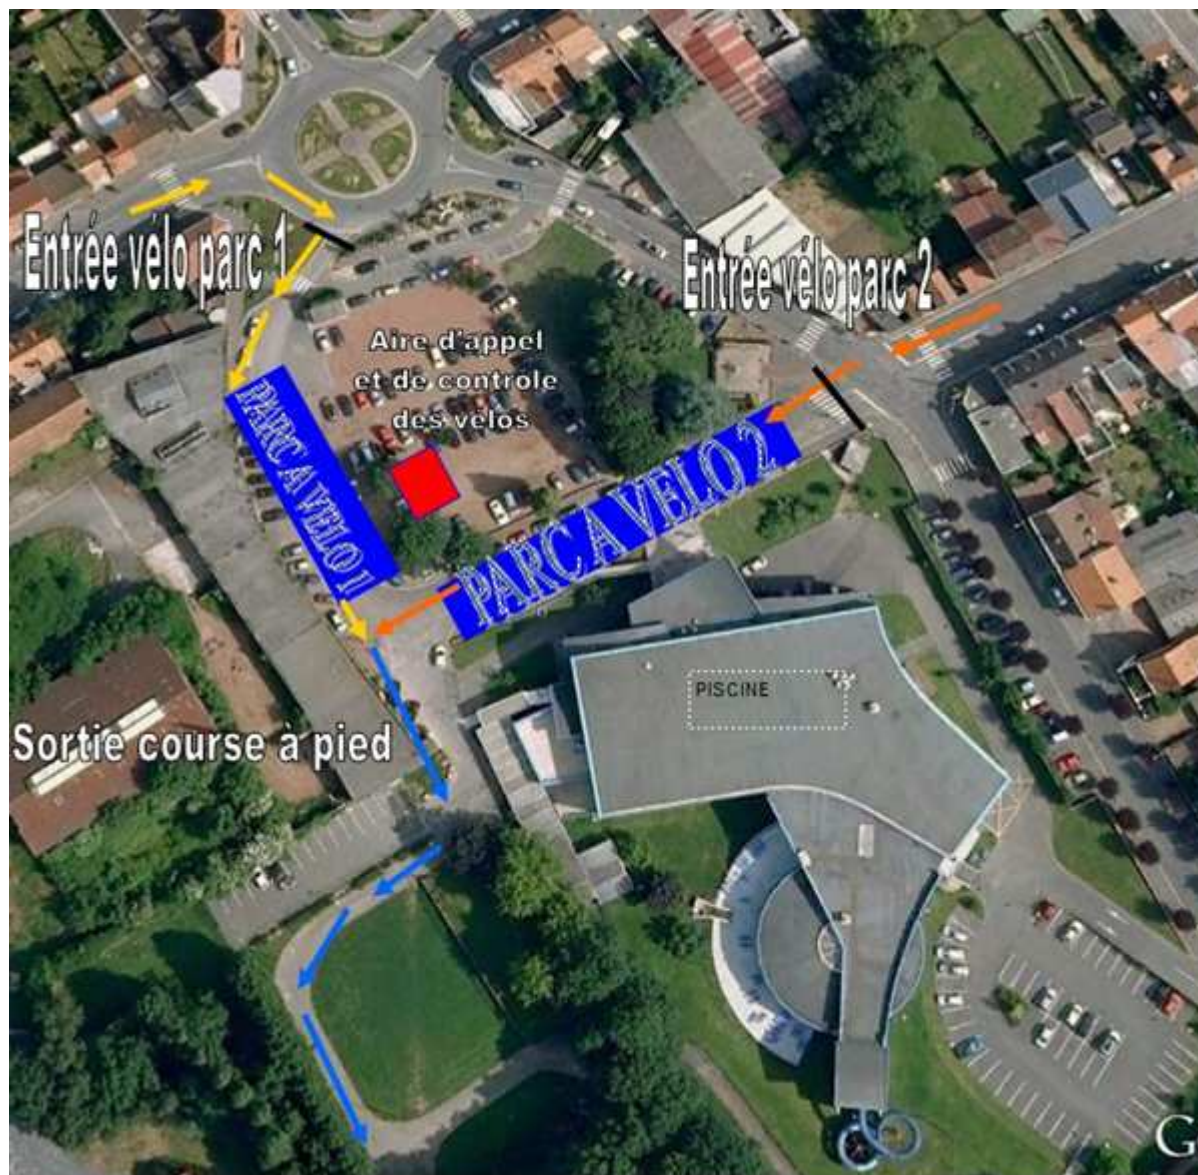 Entrée vélo parc 1
Entrée vélo parc 2
Aire d'appel
et de controle
des vélos
PARC A VELO 1
PARC A VELO 2
PISCINE
Sortie course à pied
G